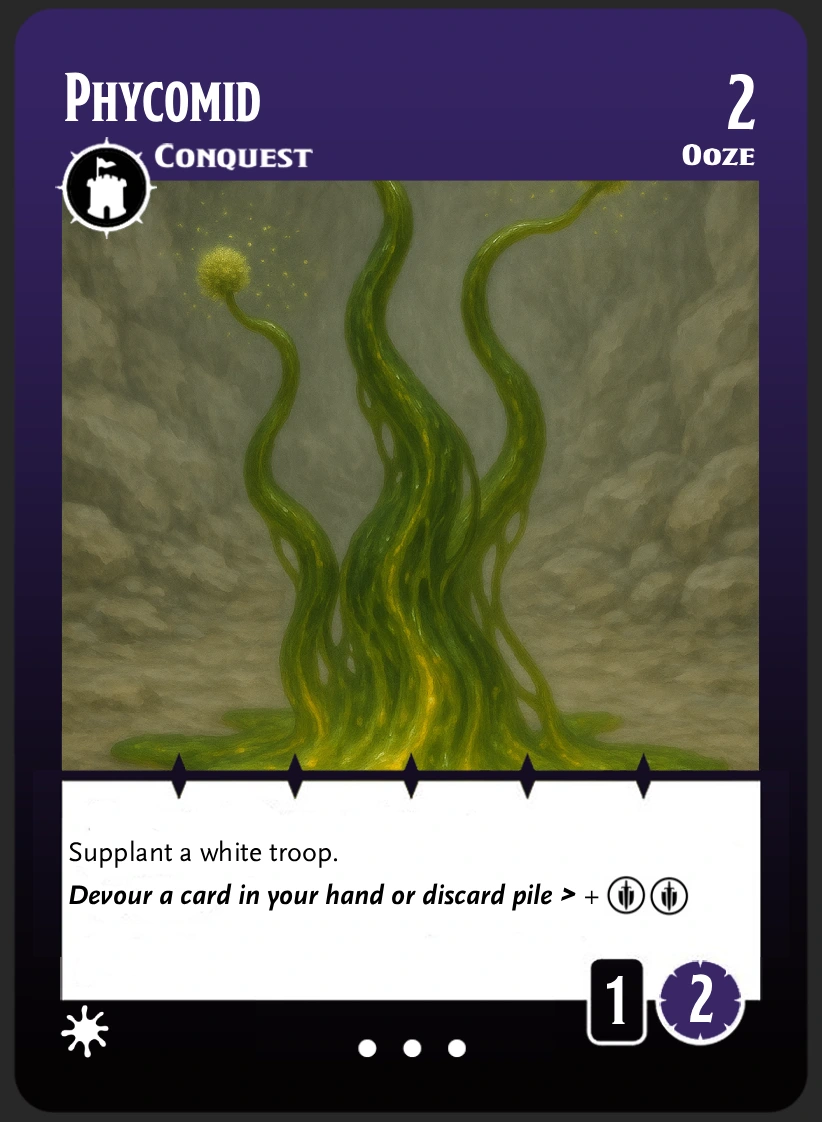 Phycomid
2
Conquest
Ooze
Supplant a white troop.
Devour a card in your hand or discard pile > +
1
2